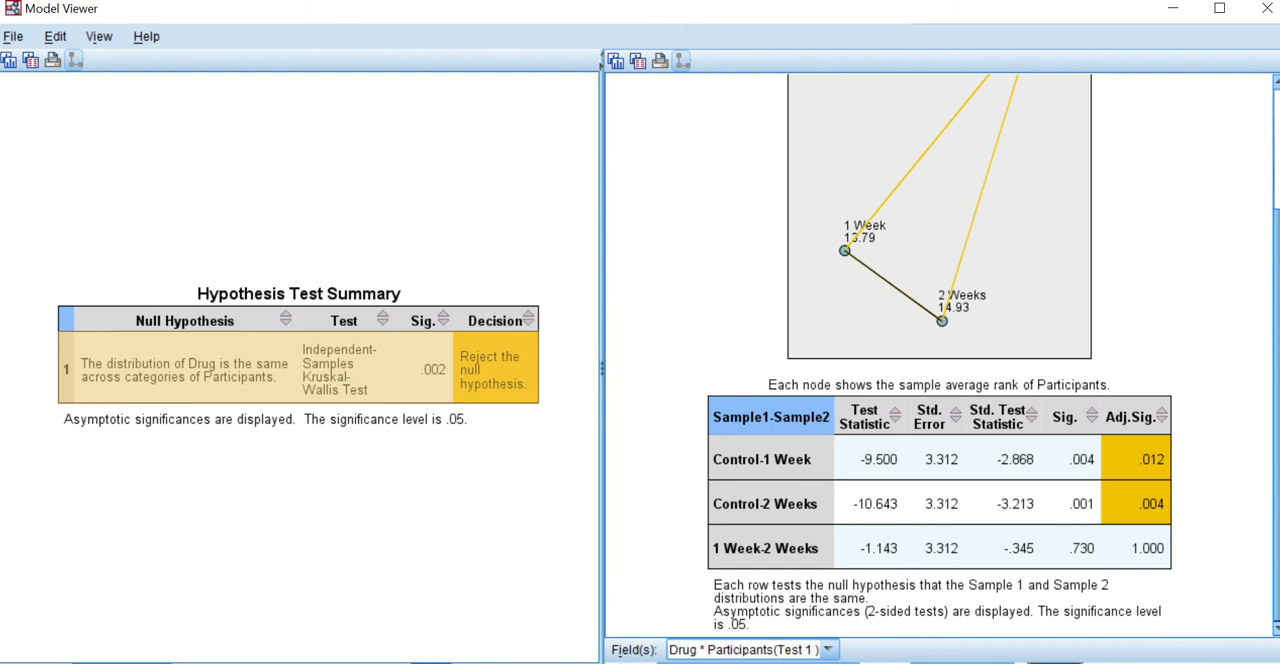 Model Viewer
File Edit View Help
Hypothesis Test Summary
Null Hypothesis Test Sig. Decision
1 The distribution of Drug is the same across categories of Participants. Independent-Samples Kruskal-Wallis Test .002 Reject the null hypothesis.
Asymptotic significances are displayed. The significance level is .05.
1 Week
13.79
2 Weeks
14.93
Each node shows the sample average rank of Participants.
Sample1-Sample2 Test Statistic Std. Error Std. Test Statistic Sig. Adj.Sig.
Control-1 Week -9.500 3.312 -2.868 .004 .012
Control-2 Weeks -10.643 3.312 -3.213 .001 .004
1 Week-2 Weeks -1.143 3.312 -.345 .730 1.000
Each row tests the null hypothesis that the Sample 1 and Sample 2
distributions are the same.
Asymptotic significances (2-sided tests) are displayed. The significance level
is .05.
Field(s): Drug * Participants(Test 1 )